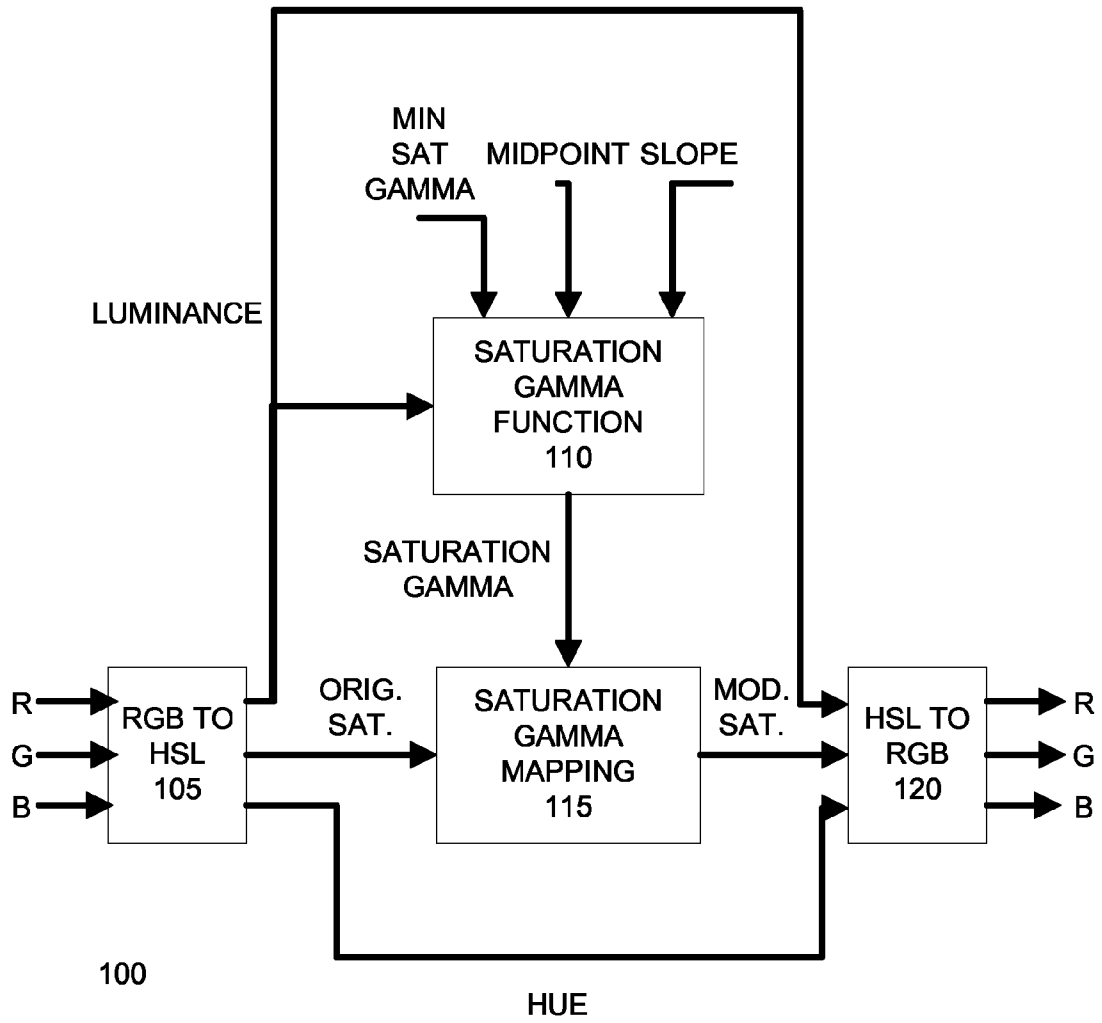 MIN
SAT
GAMMA
MIDPOINT SLOPE
LUMINANCE
SATURATION
GAMMA
FUNCTION
110
SATURATION
GAMMA
R
G
B
RGB TO
HSL
105
ORIG.
SAT.
SATURATION
GAMMA
MAPPING
115
MOD.
SAT.
HSL TO
RGB
120
R
G
B
100
HUE